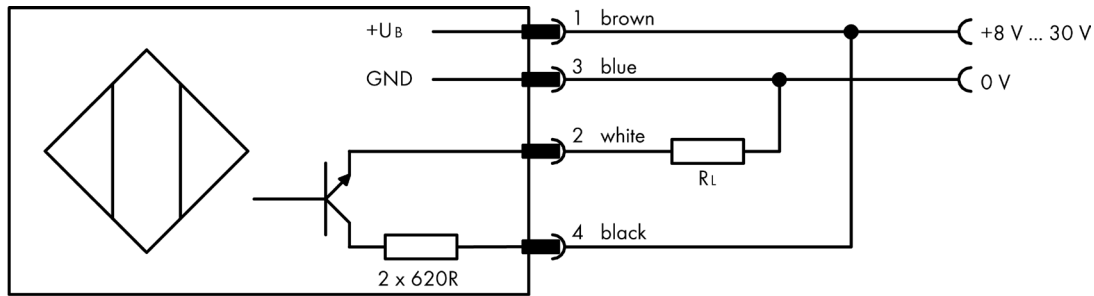 +UB
1 brown
+8 V ... 30 V
GND
3 blue
0 V
2 white
RL
4 black
2 x 620R